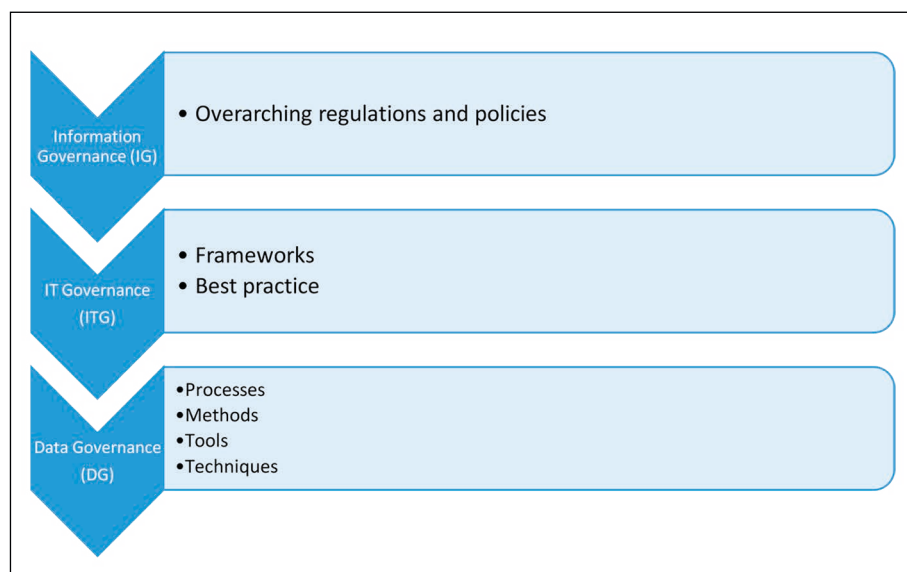 Information
Governance (IG)
• Overarching regulations and policies
IT Governance
(ITG)
• Frameworks
• Best practice
Data Governance
(DG)
•Processes
•Methods
•Tools
•Techniques